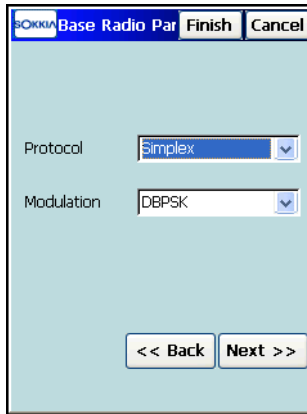 SOKKIA Base Radio Par Finish Cancel
Protocol Simplex
Modulation DBPSK
<< Back Next >>